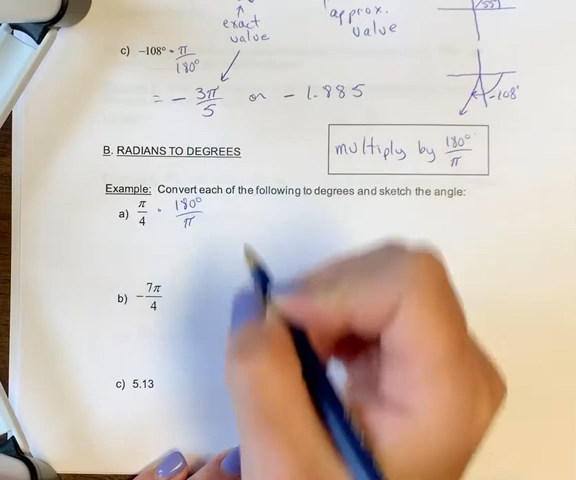 exact value
approx. value
55°
c) -108° • π/180°
= - 3π/5 or - 1.885
-108°
B. RADIANS TO DEGREES
multiply by 180°/π
Example: Convert each of the following to degrees and sketch the angle:
a) π/4 • 180°/π
b) -7π/4
c) 5.13